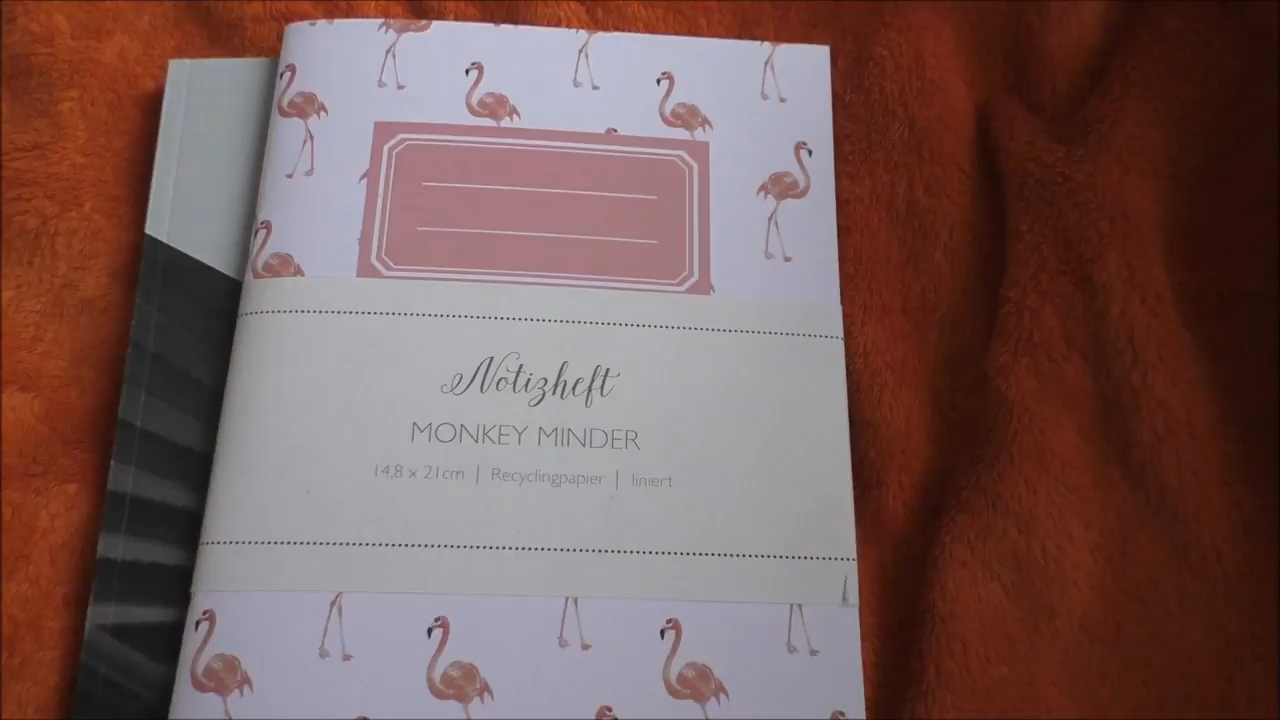 Notizheft
MONKEY MINDER
14,8 x 21cm | Recyclingpapier | liniert